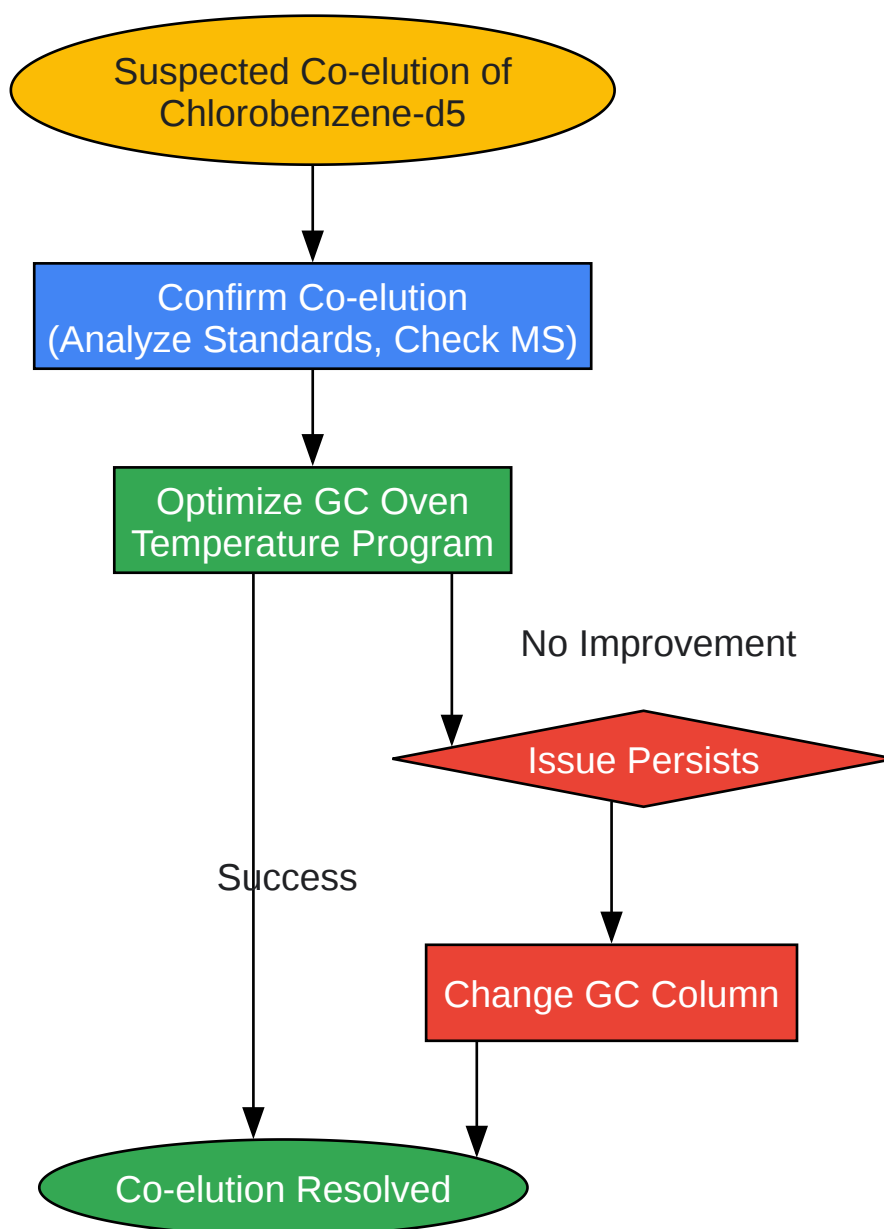 Suspected Co-elution of
Chlorobenzene-d5
Confirm Co-elution
(Analyze Standards, Check MS)
Optimize GC Oven
Temperature Program
No Improvement
Issue Persists
Success
Change GC Column
Co-elution Resolved